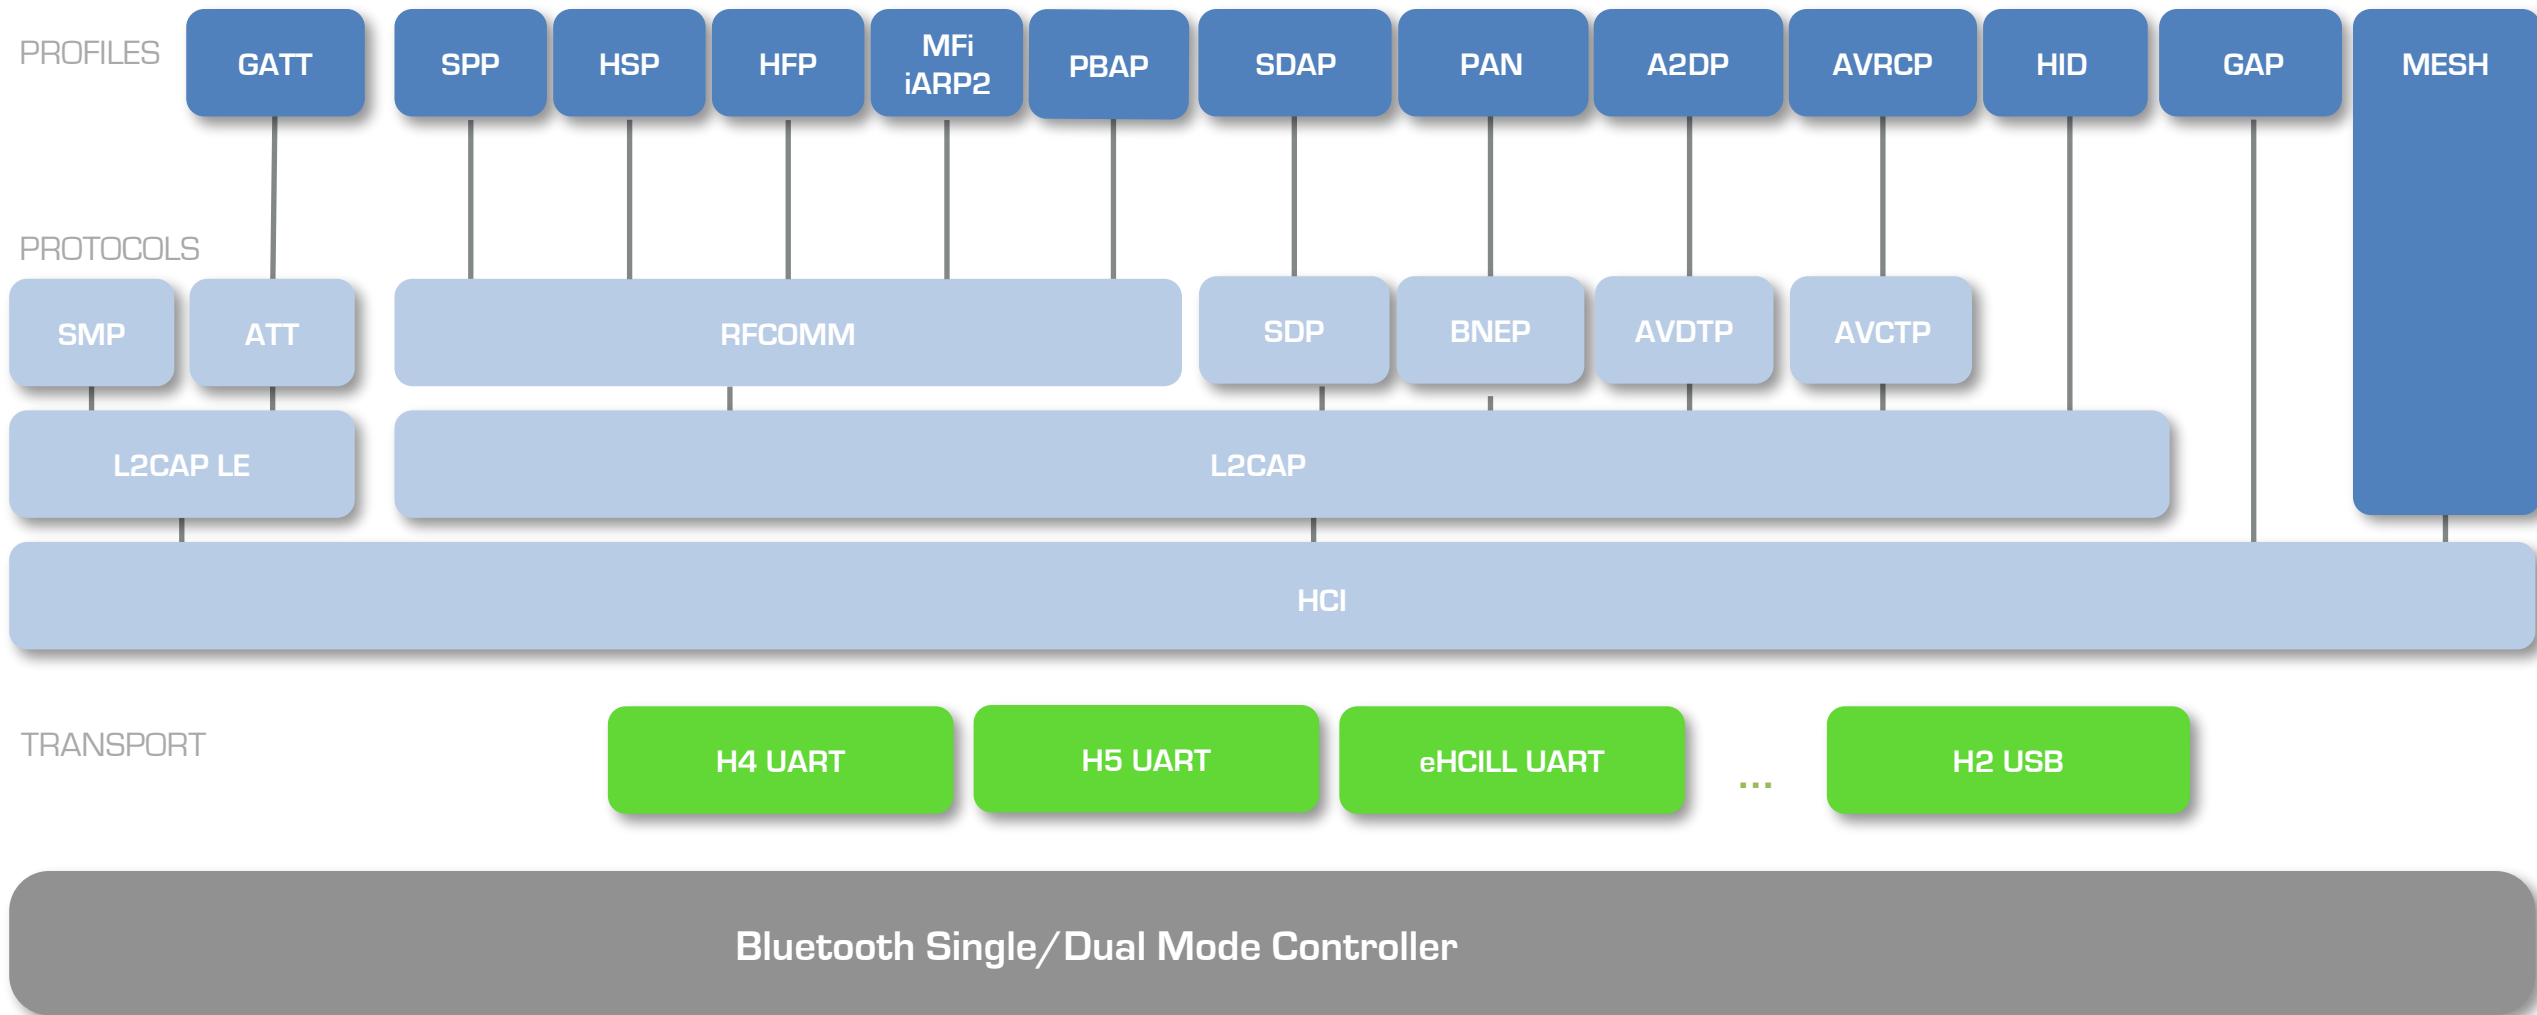 PROFILES
GATT
SPP
HSP
HFP
MFi
iARP2
PBAP
SDAP
PAN
A2DP
AVRCP
HID
GAP
MESH
PROTOCOLS
SMP
ATT
RFCOMM
SDP
BNEP
AVDTP
AVCTP
L2CAP LE
L2CAP
HCI
TRANSPORT
H4 UART
H5 UART
eHCILL UART
...
H2 USB
Bluetooth Single/Dual Mode Controller